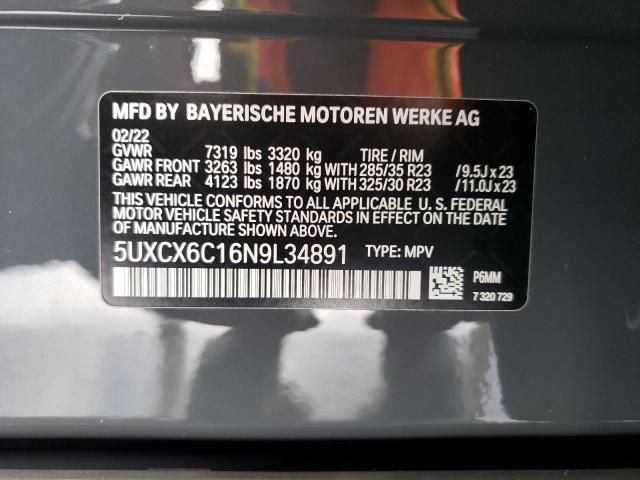 MFD BY BAYERISCHE MOTOREN WERKE AG
02/22
GVWR 7319 lbs 3320 kg TIRE / RIM
GAWR FRONT 3263 lbs 1480 kg WITH 285/35 R23 /9.5J x 23
GAWR REAR 4123 lbs 1870 kg WITH 325/30 R23 /11.0J x 23
THIS VEHICLE CONFORMS TO ALL APPLICABLE U. S. FEDERAL
MOTOR VEHICLE SAFETY STANDARDS IN EFFECT ON THE DATE
OF MANUFACTURE SHOWN ABOVE.
5UXCX6C16N9L34891 TYPE: MPV
P6MM
7 320 729